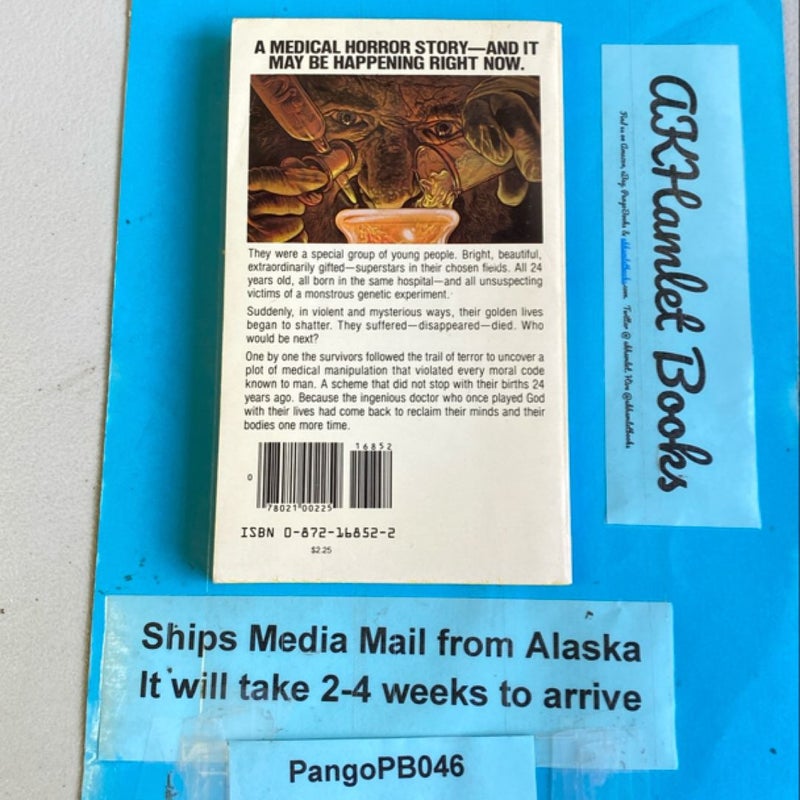 A MEDICAL HORROR STORY—AND IT
MAY BE HAPPENING RIGHT NOW.
They were a special group of young people. Bright, beautiful,
extraordinarily gifted—superstars in their chosen fields. All 24
years old, all born in the same hospital—and all unsuspecting
victims of a monstrous genetic experiment.
Suddenly, in violent and mysterious ways, their golden lives
began to shatter. They suffered—disappeared—died. Who
would be next?
One by one the survivors followed the trail of terror to uncover a
plot of medical manipulation that violated every moral code
known to man. A scheme that did not stop with their births 24
years ago. Because the ingenious doctor who once played God
with their lives had come back to reclaim their minds and their
bodies one more time.
16852
0
78021 00225
ISBN 0-872-16852-2
$2.25
AKHamlet Books
Find us on Amazon, eBay, PangoBooks &
Twitter @
Ships Media Mail from Alaska
It will take 2-4 weeks to arrive
PangoPB046